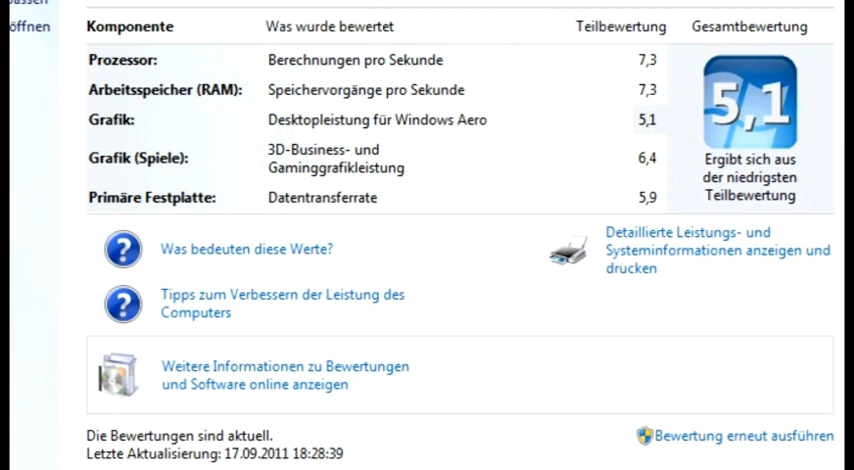 öffnen
Komponente Was wurde bewertet Teilbewertung Gesamtbewertung
Prozessor: Berechnungen pro Sekunde 7,3
Arbeitsspeicher (RAM): Speichervorgänge pro Sekunde 7,3
Grafik: Desktopleistung für Windows Aero 5,1
Grafik (Spiele): 3D-Business- und
Gaminggrafikleistung 6,4
Primäre Festplatte: Datentransferrate 5,9
5,1
Ergibt sich aus
der niedrigsten
Teilbewertung
Was bedeuten diese Werte?
Detaillierte Leistungs- und
Systeminformationen anzeigen und
drucken
Tipps zum Verbessern der Leistung des
Computers
Weitere Informationen zu Bewertungen
und Software online anzeigen
Die Bewertungen sind aktuell.
Letzte Aktualisierung: 17.09.2011 18:28:39
Bewertung erneut ausführen